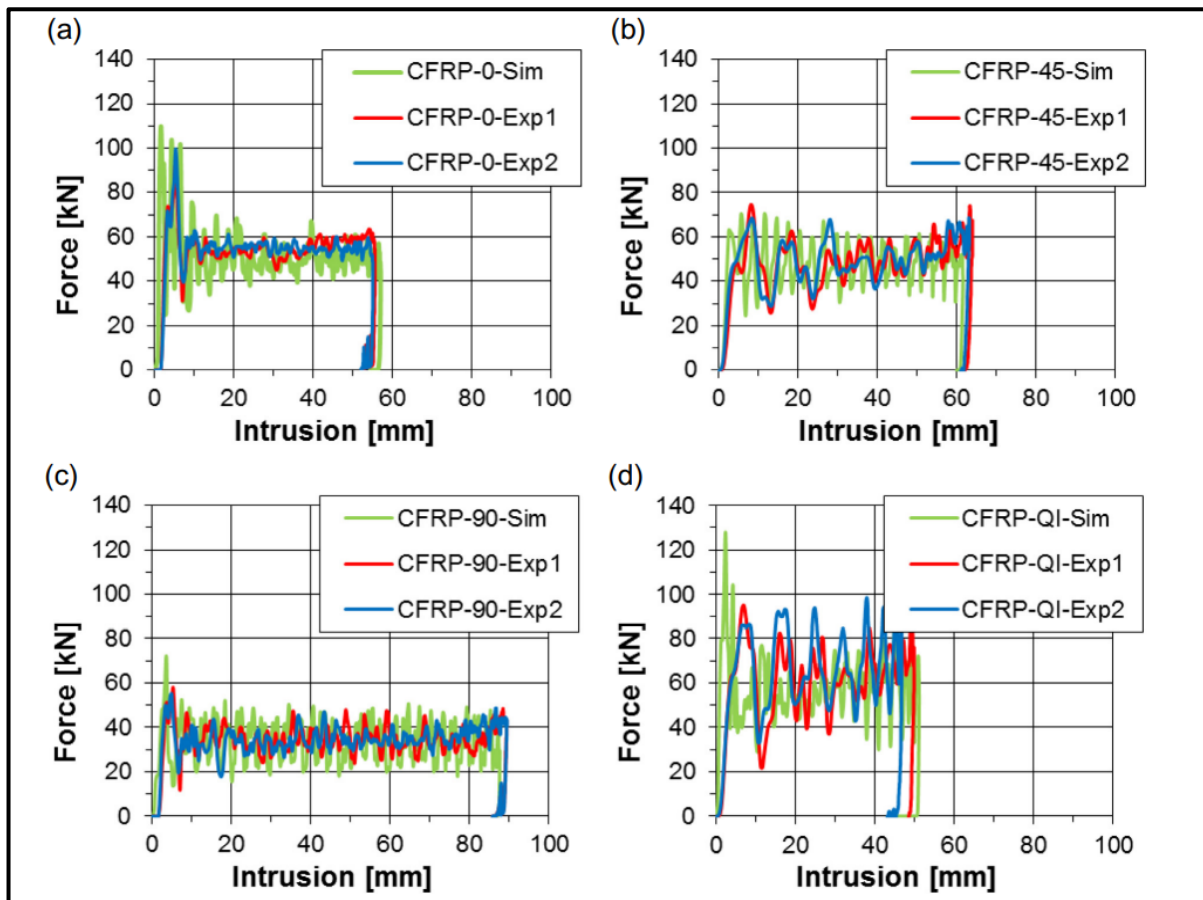 (a)
140
120
100
80
60
40
20
0
Force [kN]
CFRP-0-Sim
CFRP-0-Exp1
CFRP-0-Exp2
0 20 40 60 80 100
Intrusion [mm]
(b)
140
120
100
80
60
40
20
0
Force [kN]
CFRP-45-Sim
CFRP-45-Exp1
CFRP-45-Exp2
0 20 40 60 80 100
Intrusion [mm]
(c)
140
120
100
80
60
40
20
0
Force [kN]
CFRP-90-Sim
CFRP-90-Exp1
CFRP-90-Exp2
0 20 40 60 80 100
Intrusion [mm]
(d)
140
120
100
80
60
40
20
0
Force [kN]
CFRP-QI-Sim
CFRP-QI-Exp1
CFRP-QI-Exp2
0 20 40 60 80 100
Intrusion [mm]